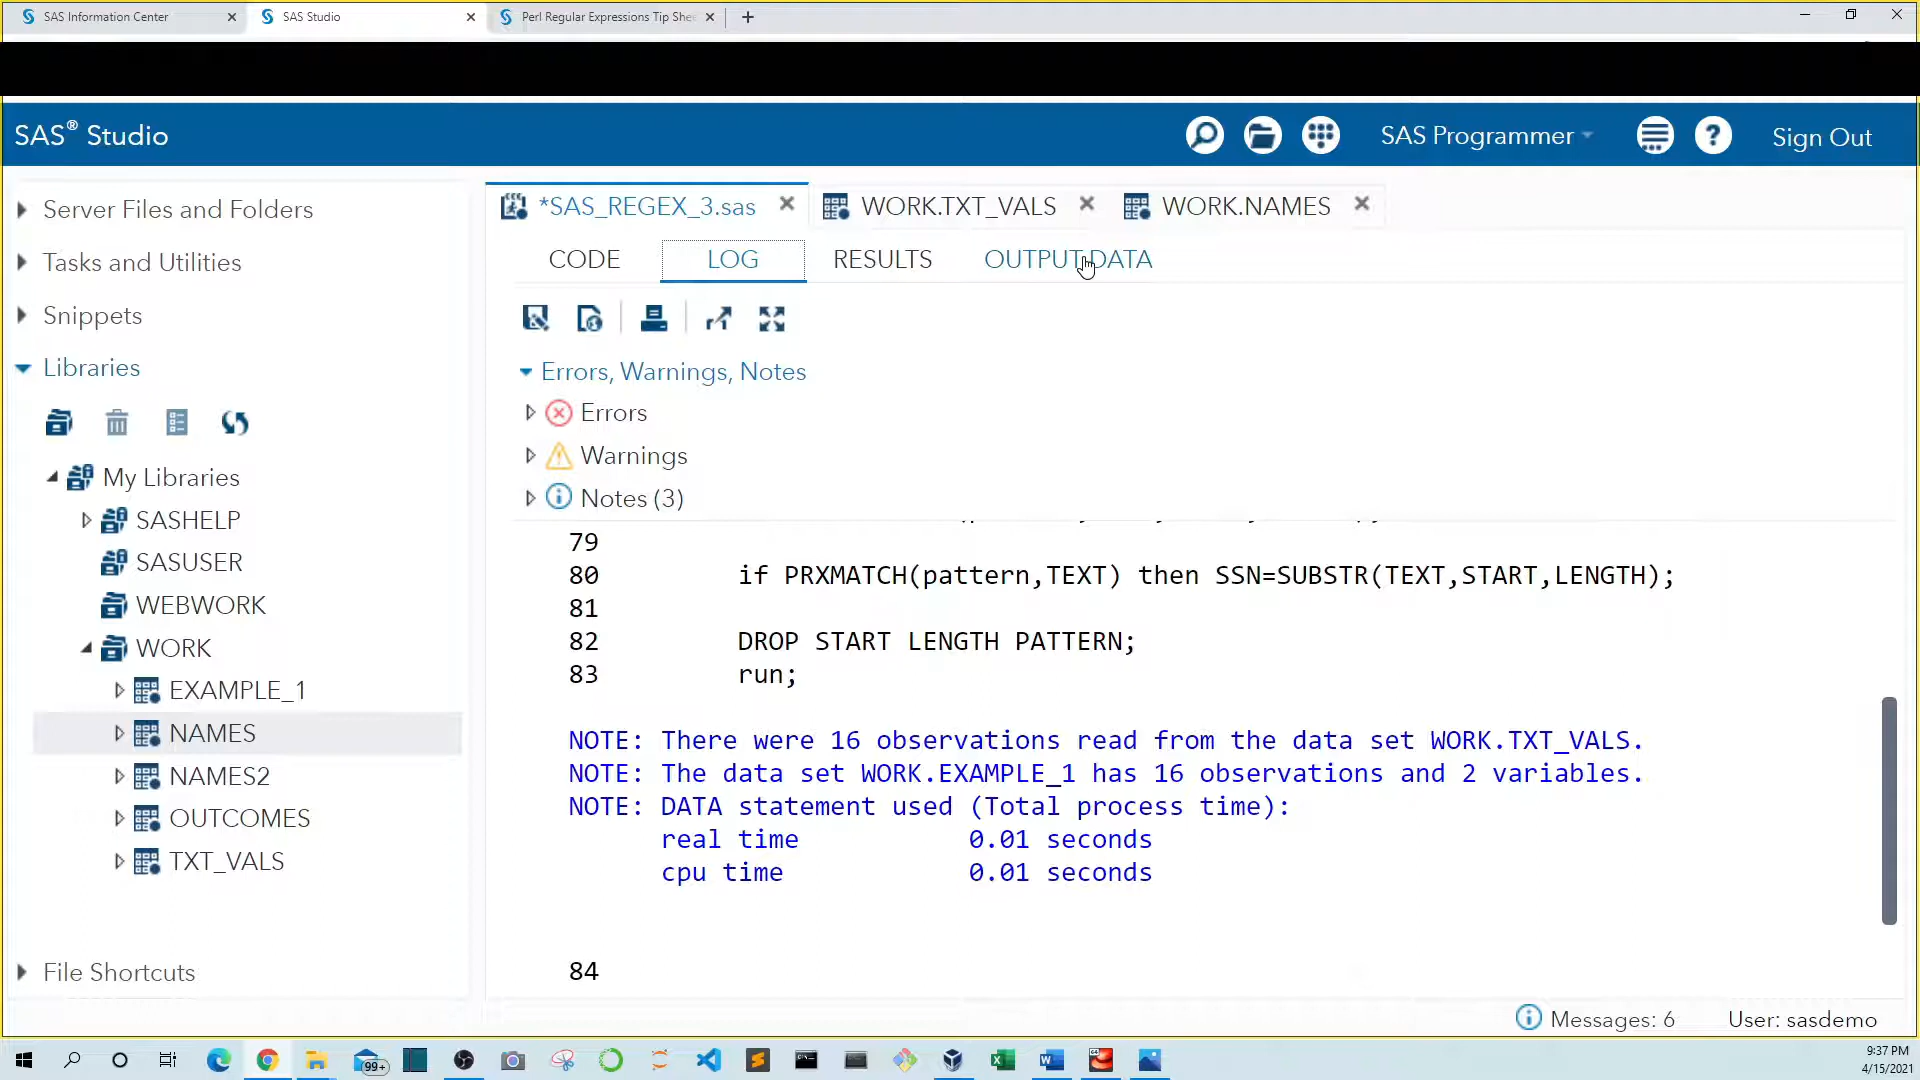 SAS Information Center
SAS Studio
Perl Regular Expressions Tip She
SAS® Studio
SAS Programmer
Sign Out
Server Files and Folders
Tasks and Utilities
Snippets
Libraries
My Libraries
SASHELP
SASUSER
WEBWORK
WORK
EXAMPLE_1
NAMES
NAMES2
OUTCOMES
TXT_VALS
File Shortcuts
*SAS_REGEX_3.sas
WORK.TXT_VALS
WORK.NAMES
CODE
LOG
RESULTS
OUTPUT DATA
Errors, Warnings, Notes
Errors
Warnings
Notes (3)
79
80 if PRXMATCH(pattern,TEXT) then SSN=SUBSTR(TEXT,START,LENGTH);
81
82 DROP START LENGTH PATTERN;
83 run;
NOTE: There were 16 observations read from the data set WORK.TXT_VALS.
NOTE: The data set WORK.EXAMPLE_1 has 16 observations and 2 variables.
NOTE: DATA statement used (Total process time):
real time 0.01 seconds
cpu time 0.01 seconds
84
Messages: 6
User: sasdemo
99+
9:37 PM
4/15/2021